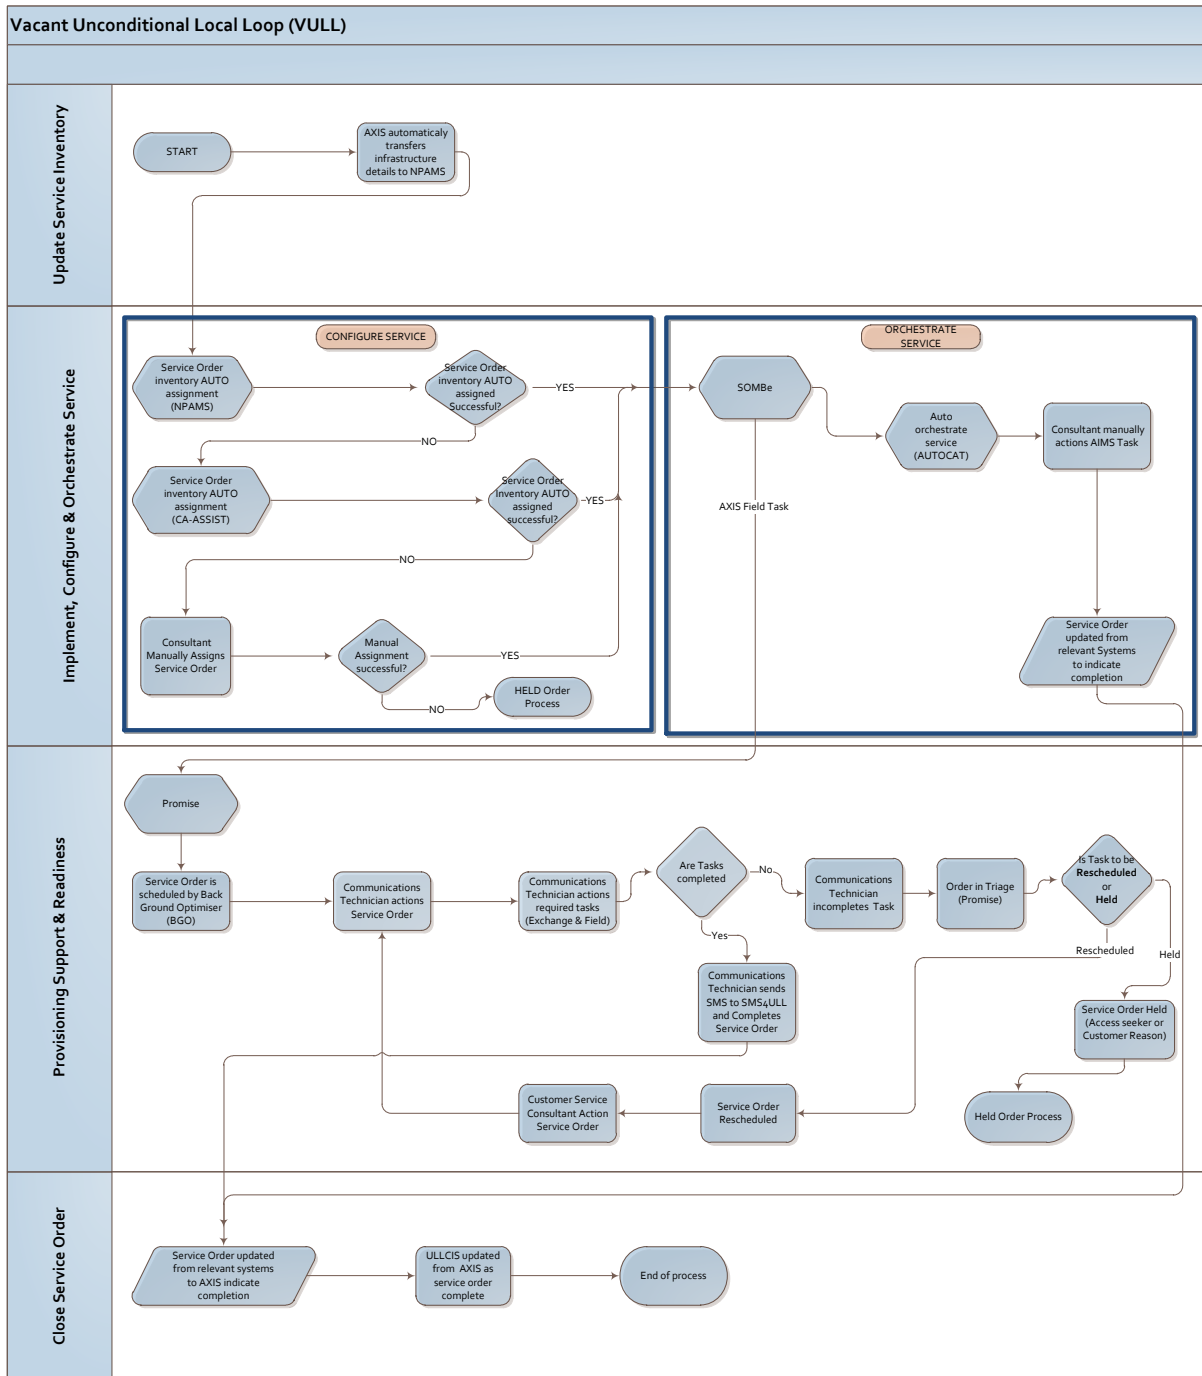 Vacant Unconditional Local Loop (VULL)
Update Service Inventory
START
AXIS automaticaly
transfers
infrastructure
details to NPAMS
Implement, Configure & Orchestrate Service
CONFIGURE SERVICE
Service Order
inventory AUTO
assignment
(NPAMS)
Service Order
inventory AUTO
assigned
Successful?
YES
NO
Service Order
inventory AUTO
assignment
(CA-ASSIST)
Service Order
Inventory AUTO
assigned
successful?
YES
NO
Consultant
Manually Assigns
Service Order
Manual
Assignment
successful?
YES
NO
HELD Order
Process
ORCHESTRATE
SERVICE
SOMBe
Auto
orchestrate
service
(AUTOCAT)
Consultant manually
actions AIMS Task
AXIS Field Task
Service Order
updated from
relevant Systems
to indicate
completion
Provisioning Support & Readiness
Promise
Service Order is
scheduled by Back
Ground Optimiser
(BGO)
Communications
Technician actions
Service Order
Communications
Technician actions
required tasks
(Exchange & Field)
Are Tasks
completed
No
Yes
Communications
Technician
incompletes Task
Order in Triage
(Promise)
Is Task to be
Rescheduled
or
Held
Rescheduled
Held
Communications
Technician sends
SMS to SMS4ULL
and Completes
Service Order
Service Order Held
(Access seeker or
Customer Reason)
Customer Service
Consultant Action
Service Order
Service Order
Rescheduled
Held Order Process
Close Service Order
Service Order updated
from relevant systems
to AXIS indicate
completion
ULLCIS updated
from AXIS as
service order
complete
End of process